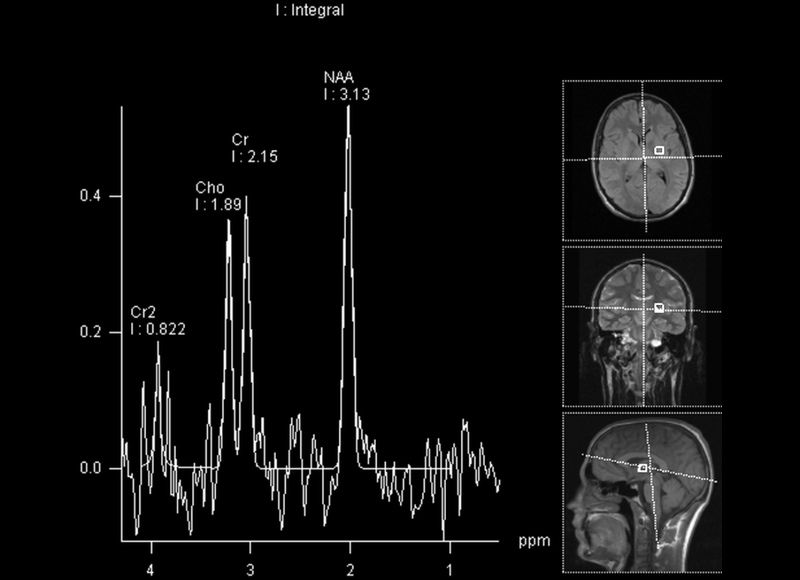 I : Integral
NAA
I : 3.13
Cr
I : 2.15
Cho
I : 1.89
0.4
Cr2
I : 0.822
0.2
0.0
ppm
4 3 2 1